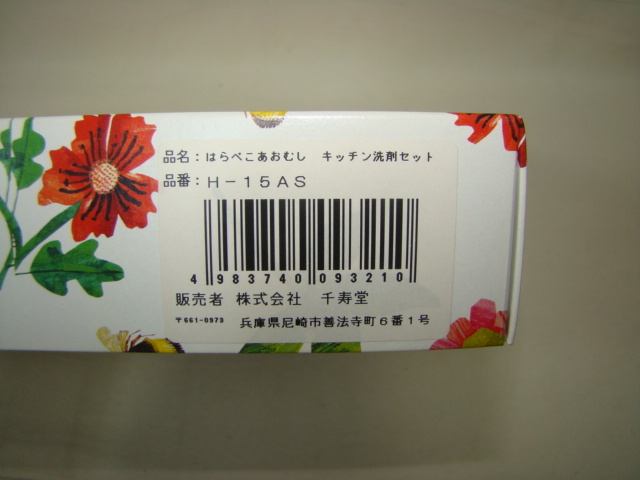 品名：はらぺこあおむし　キッチン洗剤セット
品番：H－15AS
4 983740 093210
販売者　株式会社　千寿堂
〒661-0973　兵庫県尼崎市善法寺町6番1号